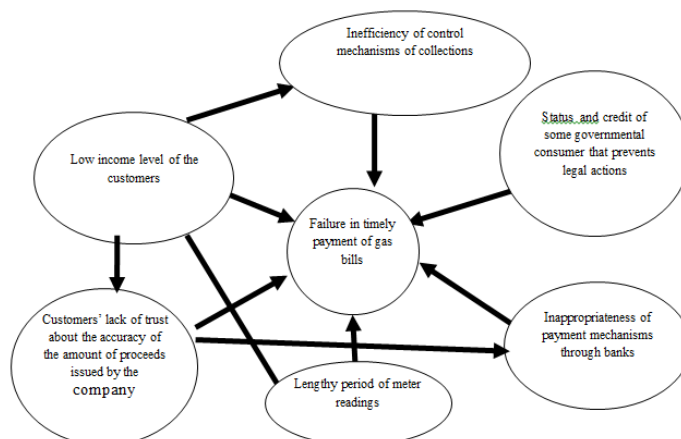 Inefficiency of control
mechanisms of collections
Status and credit of
some governmental
consumer that prevents
legal actions
Low income level of the
customers
Failure in timely
payment of gas
bills
Customers' lack of trust
about the accuracy of
the amount of proceeds
issued by the
company
Inappropriateness of
payment mechanisms
through banks
Lengthy period of meter
readings